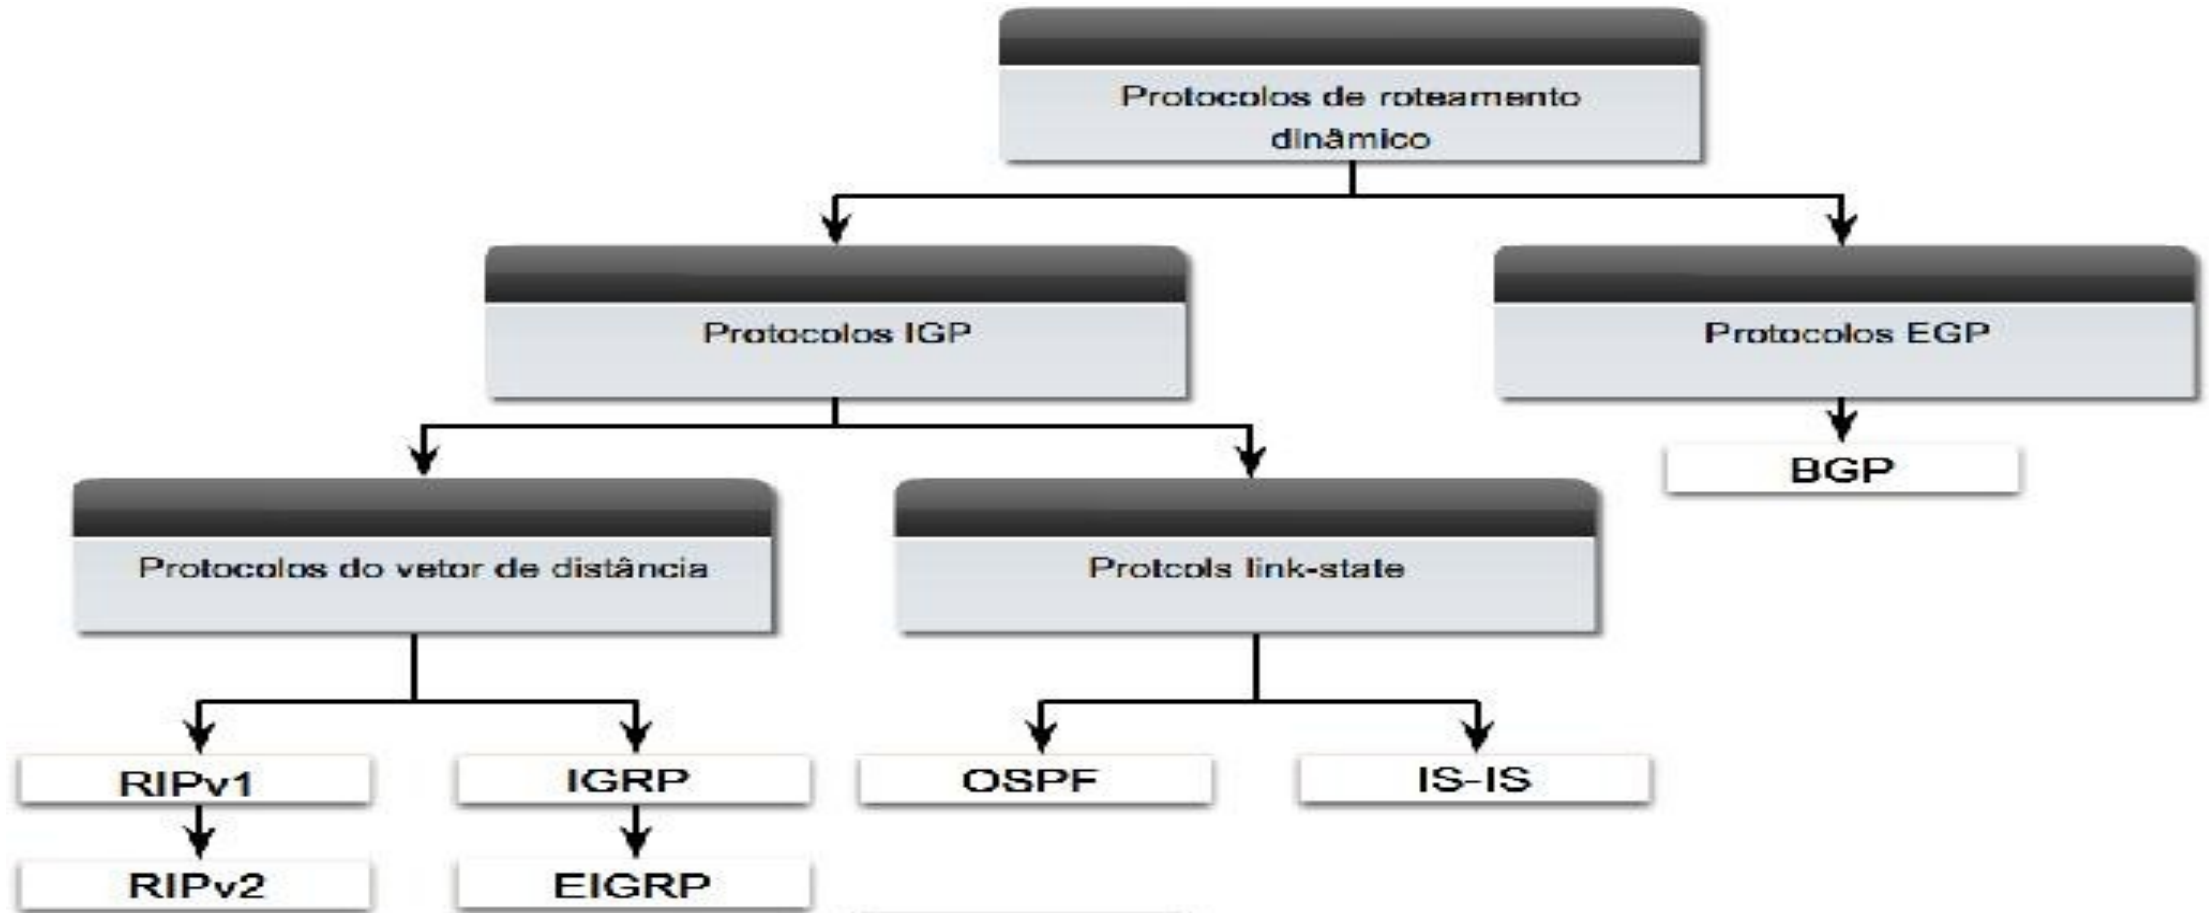 Protocolos de roteamento
dinâmico
Protocolos IGP
Protocolos EGP
BGP
Protocolos do vetor de distância
Protcols link-state
RIPv1
IGRP
OSPF
IS-IS
RIPv2
EIGRP